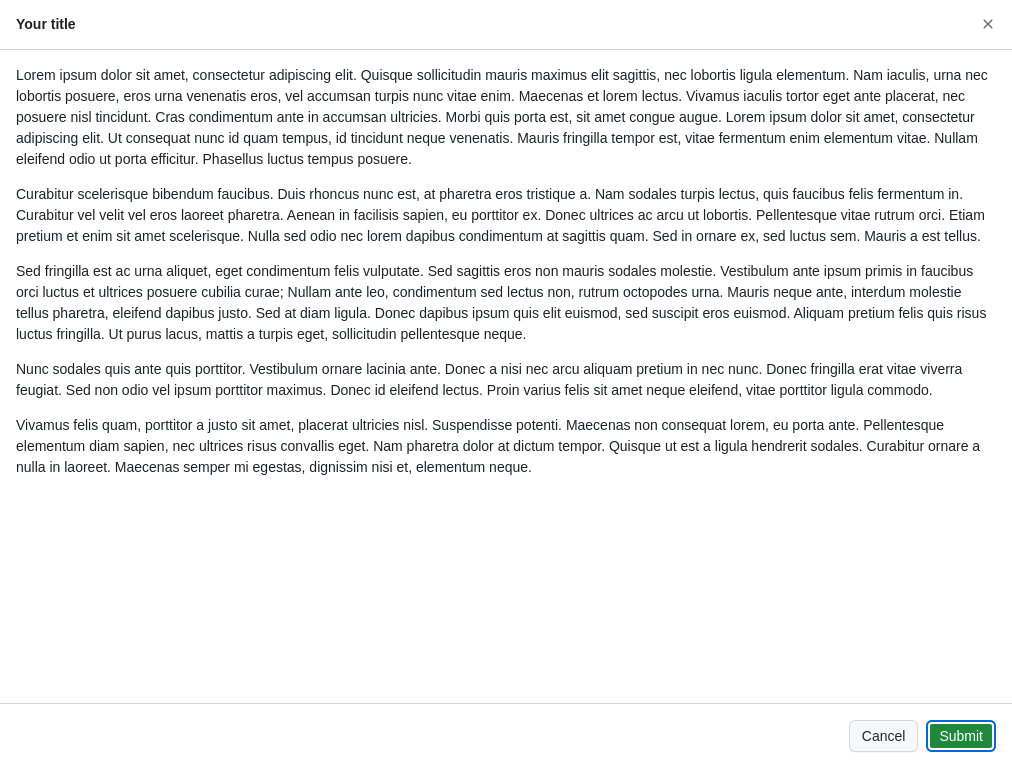 Your title
Lorem ipsum dolor sit amet, consectetur adipiscing elit. Quisque sollicitudin mauris maximus elit sagittis, nec lobortis ligula elementum. Nam iaculis, urna nec
lobortis posuere, eros urna venenatis eros, vel accumsan turpis nunc vitae enim. Maecenas et lorem lectus. Vivamus iaculis tortor eget ante placerat, nec
posuere nisl tincidunt. Cras condimentum ante in accumsan ultricies. Morbi quis porta est, sit amet congue augue. Lorem ipsum dolor sit amet, consectetur
adipiscing elit. Ut consequat nunc id quam tempus, id tincidunt neque venenatis. Mauris fringilla tempor est, vitae fermentum enim elementum vitae. Nullam
eleifend odio ut porta efficitur. Phasellus luctus tempus posuere.
Curabitur scelerisque bibendum faucibus. Duis rhoncus nunc est, at pharetra eros tristique a. Nam sodales turpis lectus, quis faucibus felis fermentum in.
Curabitur vel velit vel eros laoreet pharetra. Aenean in facilisis sapien, eu porttitor ex. Donec ultrices ac arcu ut lobortis. Pellentesque vitae rutrum orci. Etiam
pretium et enim sit amet scelerisque. Nulla sed odio nec lorem dapibus condimentum at sagittis quam. Sed in ornare ex, sed luctus sem. Mauris a est tellus.
Sed fringilla est ac urna aliquet, eget condimentum felis vulputate. Sed sagittis eros non mauris sodales molestie. Vestibulum ante ipsum primis in faucibus
orci luctus et ultrices posuere cubilia curae; Nullam ante leo, condimentum sed lectus non, rutrum octopodes urna. Mauris neque ante, interdum molestie
tellus pharetra, eleifend dapibus justo. Sed at diam ligula. Donec dapibus ipsum quis elit euismod, sed suscipit eros euismod. Aliquam pretium felis quis risus
luctus fringilla. Ut purus lacus, mattis a turpis eget, sollicitudin pellentesque neque.
Nunc sodales quis ante quis porttitor. Vestibulum ornare lacinia ante. Donec a nisi nec arcu aliquam pretium in nec nunc. Donec fringilla erat vitae viverra
feugiat. Sed non odio vel ipsum porttitor maximus. Donec id eleifend lectus. Proin varius felis sit amet neque eleifend, vitae porttitor ligula commodo.
Vivamus felis quam, porttitor a justo sit amet, placerat ultricies nisl. Suspendisse potenti. Maecenas non consequat lorem, eu porta ante. Pellentesque
elementum diam sapien, nec ultrices risus convallis eget. Nam pharetra dolor at dictum tempor. Quisque ut est a ligula hendrerit sodales. Curabitur ornare a
nulla in laoreet. Maecenas semper mi egestas, dignissim nisi et, elementum neque.
Cancel
Submit